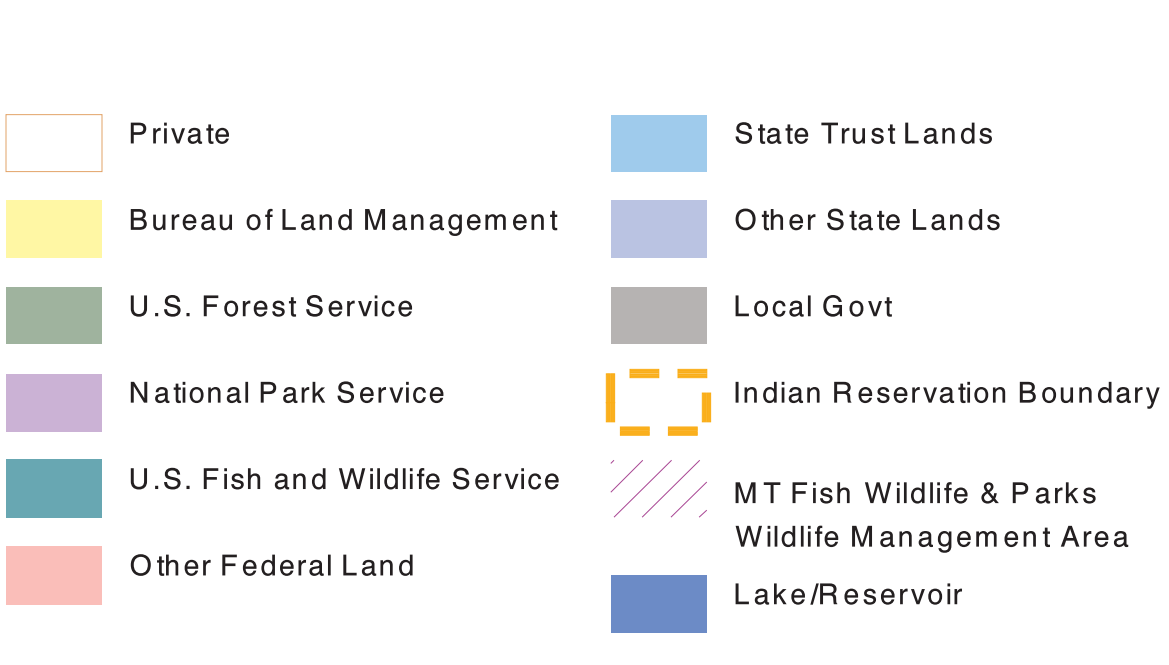 Private
Bureau of Land Management
U.S. Forest Service
National Park Service
U.S. Fish and Wildlife Service
Other Federal Land
State Trust Lands
Other State Lands
Local Govt
Indian Reservation Boundary
MT Fish Wildlife & Parks
Wildlife Management Area
Lake/Reservoir